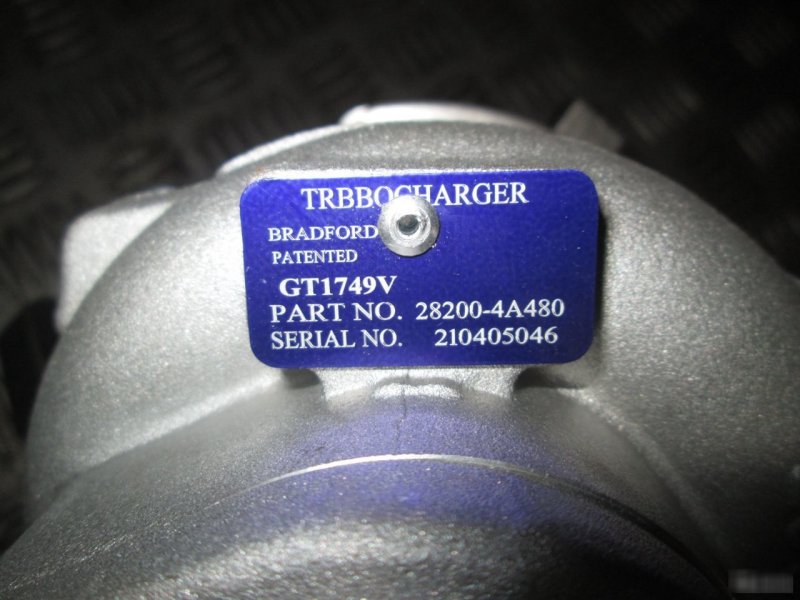 TRBBOCHARGER
BRADFORD
PATENTED
GT1749V
PART NO. 28200-4A480
SERIAL NO. 210405046